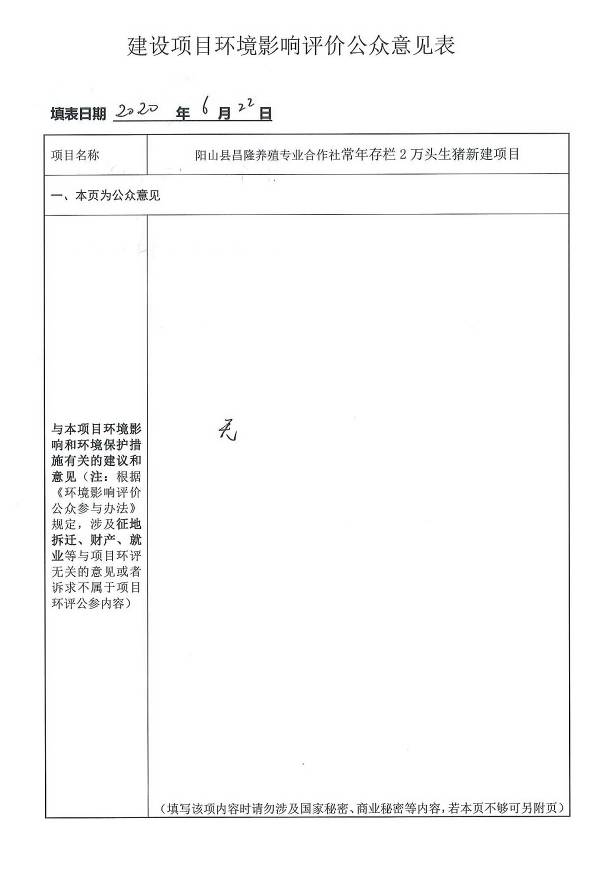 建设项目环境影响评价公众意见表
填表日期 2020 年 6 月 22 日
项目名称 阳山县昌隆养殖专业合作社常年存栏2万头生猪新建项目
一、本页为公众意见
与本项目环境影
响和环境保护措
施有关的建议和
意见（注：根据
《环境影响评价
公众参与办法》
规定，涉及征地
拆迁、财产、就
业等与项目环评
无关的意见或者
诉求不属于项目
环评公参内容）
无
（填写该项内容时请勿涉及国家秘密、商业秘密等内容，若本页不够可另附页）